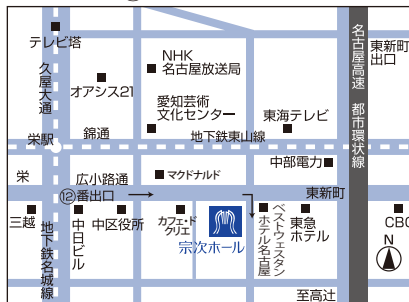 テレビ塔
久屋大通
NHK
名古屋放送局
オアシス21
愛知芸術
文化センター
東海テレビ
名古屋高速 都市環状線
東新町
出口
栄駅
錦通
地下鉄東山線
中部電力
栄
広小路通
マクドナルド
東新町
⑫番出口
三越
地下鉄名城線
中日ビル
中区役所
カフェ・ド
クリエ
宗次ホール
ベストウェスタン
ホテル名古屋
東急
ホテル
CBC
N
至高辻